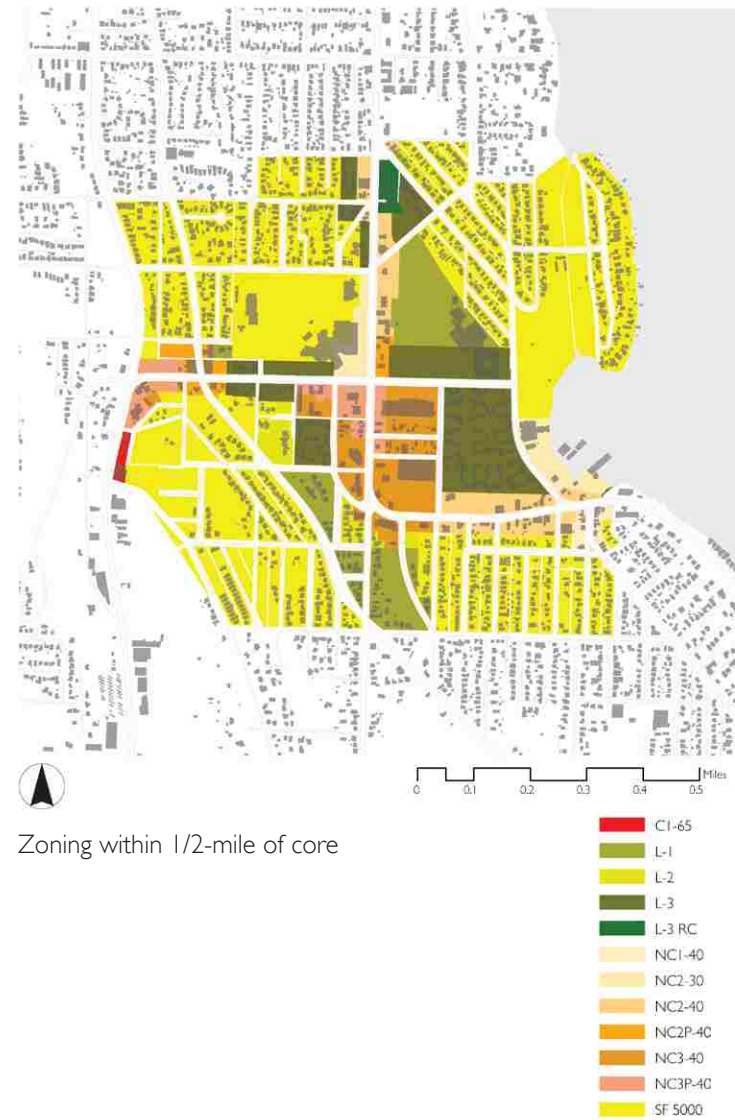 Miles
0 0.1 0.2 0.3 0.4 0.5
Zoning within 1/2-mile of core
C1-65
L-1
L-2
L-3
L-3 RC
NC1-40
NC2-30
NC2-40
NC2P-40
NC3-40
NC3P-40
SF 5000